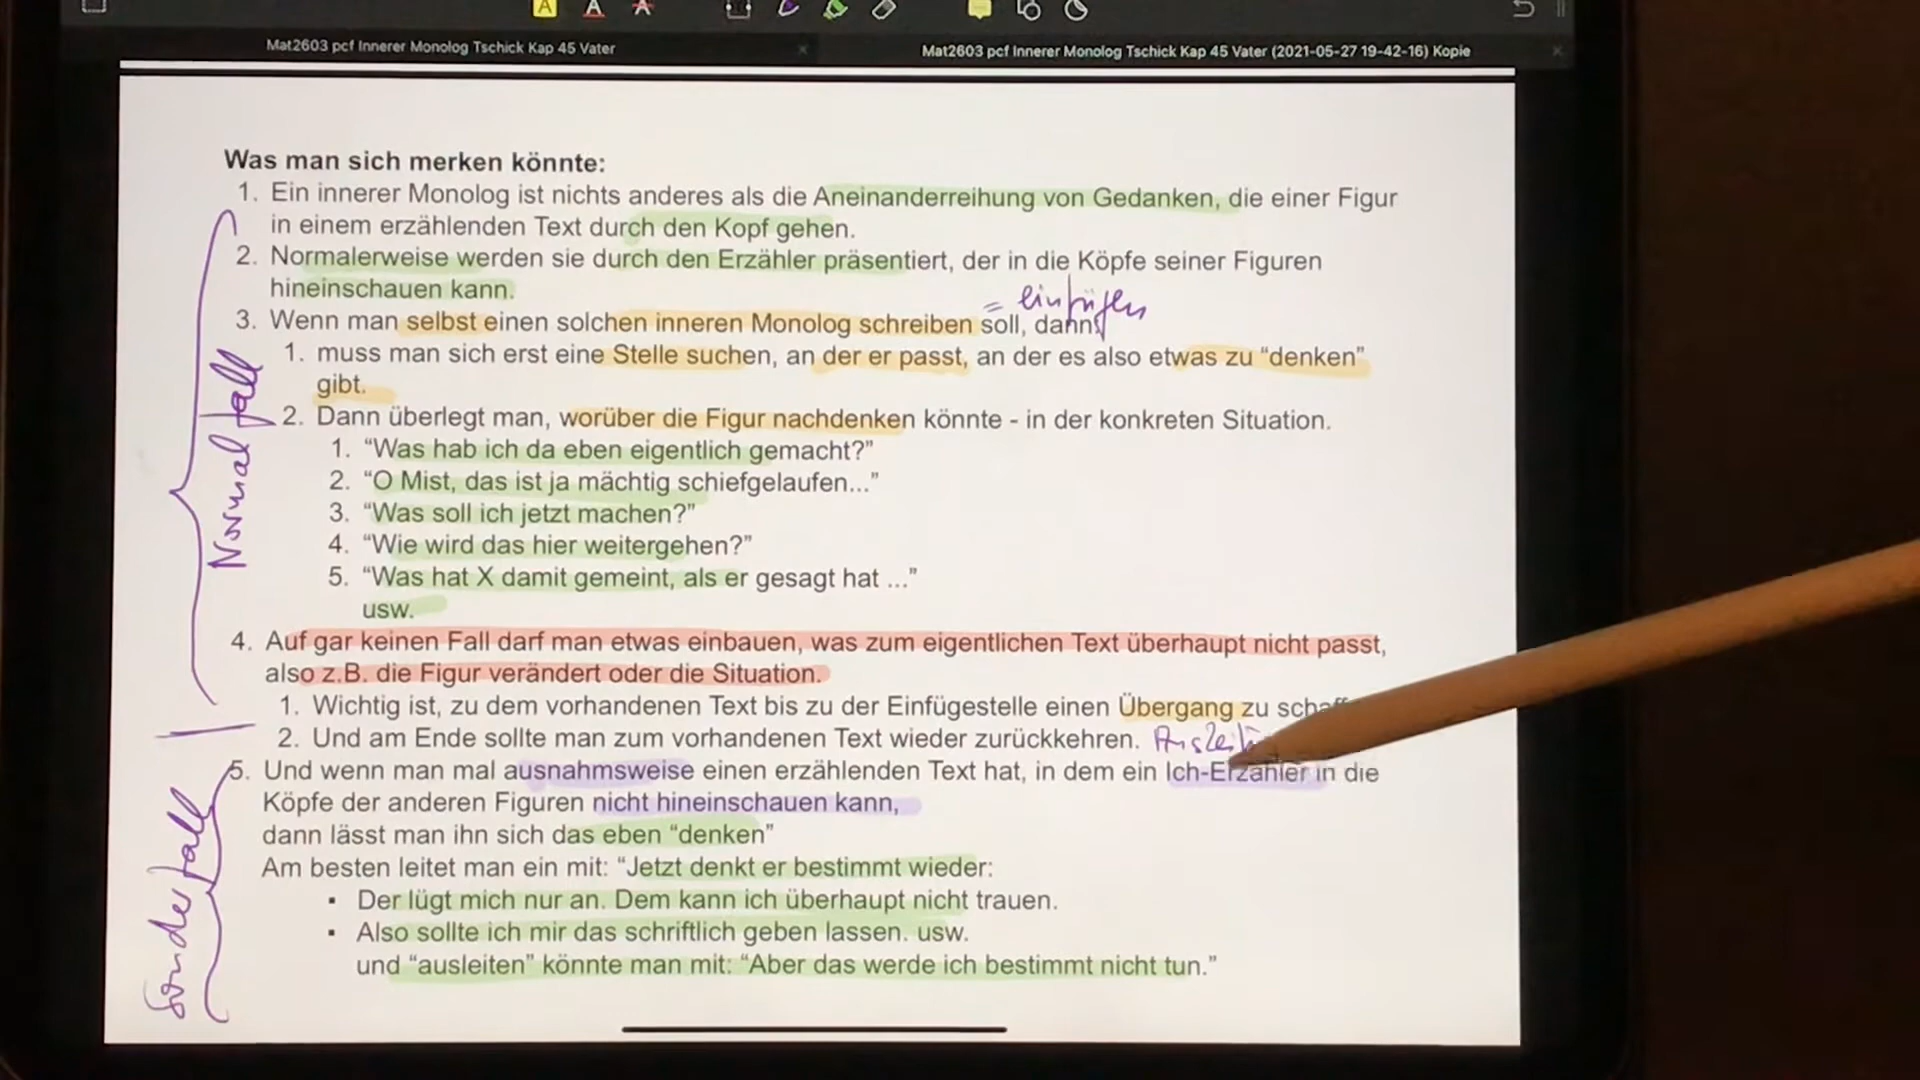 Mat2603 pcf Innerer Monolog Tschick Kap 45 Vater
Mat2603 pcf Innerer Monolog Tschick Kap 45 Vater (2021-05-27 19-42-16) Kopie
Was man sich merken könnte:
1. Ein innerer Monolog ist nichts anderes als die Aneinanderreihung von Gedanken, die einer Figur
in einem erzählenden Text durch den Kopf gehen.
2. Normalerweise werden sie durch den Erzähler präsentiert, der in die Köpfe seiner Figuren
hineinschauen kann.
= einfügen
3. Wenn man selbst einen solchen inneren Monolog schreiben soll, dann
1. muss man sich erst eine Stelle suchen, an der er passt, an der es also etwas zu “denken”
gibt.
Normalfall
2. Dann überlegt man, worüber die Figur nachdenken könnte - in der konkreten Situation.
1. “Was hab ich da eben eigentlich gemacht?”
2. “O Mist, das ist ja mächtig schiefgelaufen...”
3. “Was soll ich jetzt machen?”
4. “Wie wird das hier weitergehen?”
5. “Was hat X damit gemeint, als er gesagt hat ...”
usw.
4. Auf gar keinen Fall darf man etwas einbauen, was zum eigentlichen Text überhaupt nicht passt,
also z.B. die Figur verändert oder die Situation.
1. Wichtig ist, zu dem vorhandenen Text bis zu der Einfügestelle einen Übergang zu
2. Und am Ende sollte man zum vorhandenen Text wieder zurückkehren.
5. Und wenn man mal ausnahmsweise einen erzählenden Text hat, in dem ein Ich-Erzähler in die
Köpfe der anderen Figuren nicht hineinschauen kann,
dann lässt man ihn sich das eben “denken”
Am besten leitet man ein mit: “Jetzt denkt er bestimmt wieder:
Sonderfall
▪ Der lügt mich nur an. Dem kann ich überhaupt nicht trauen.
▪ Also sollte ich mir das schriftlich geben lassen. usw.
und “ausleiten” könnte man mit: “Aber das werde ich bestimmt nicht tun.”